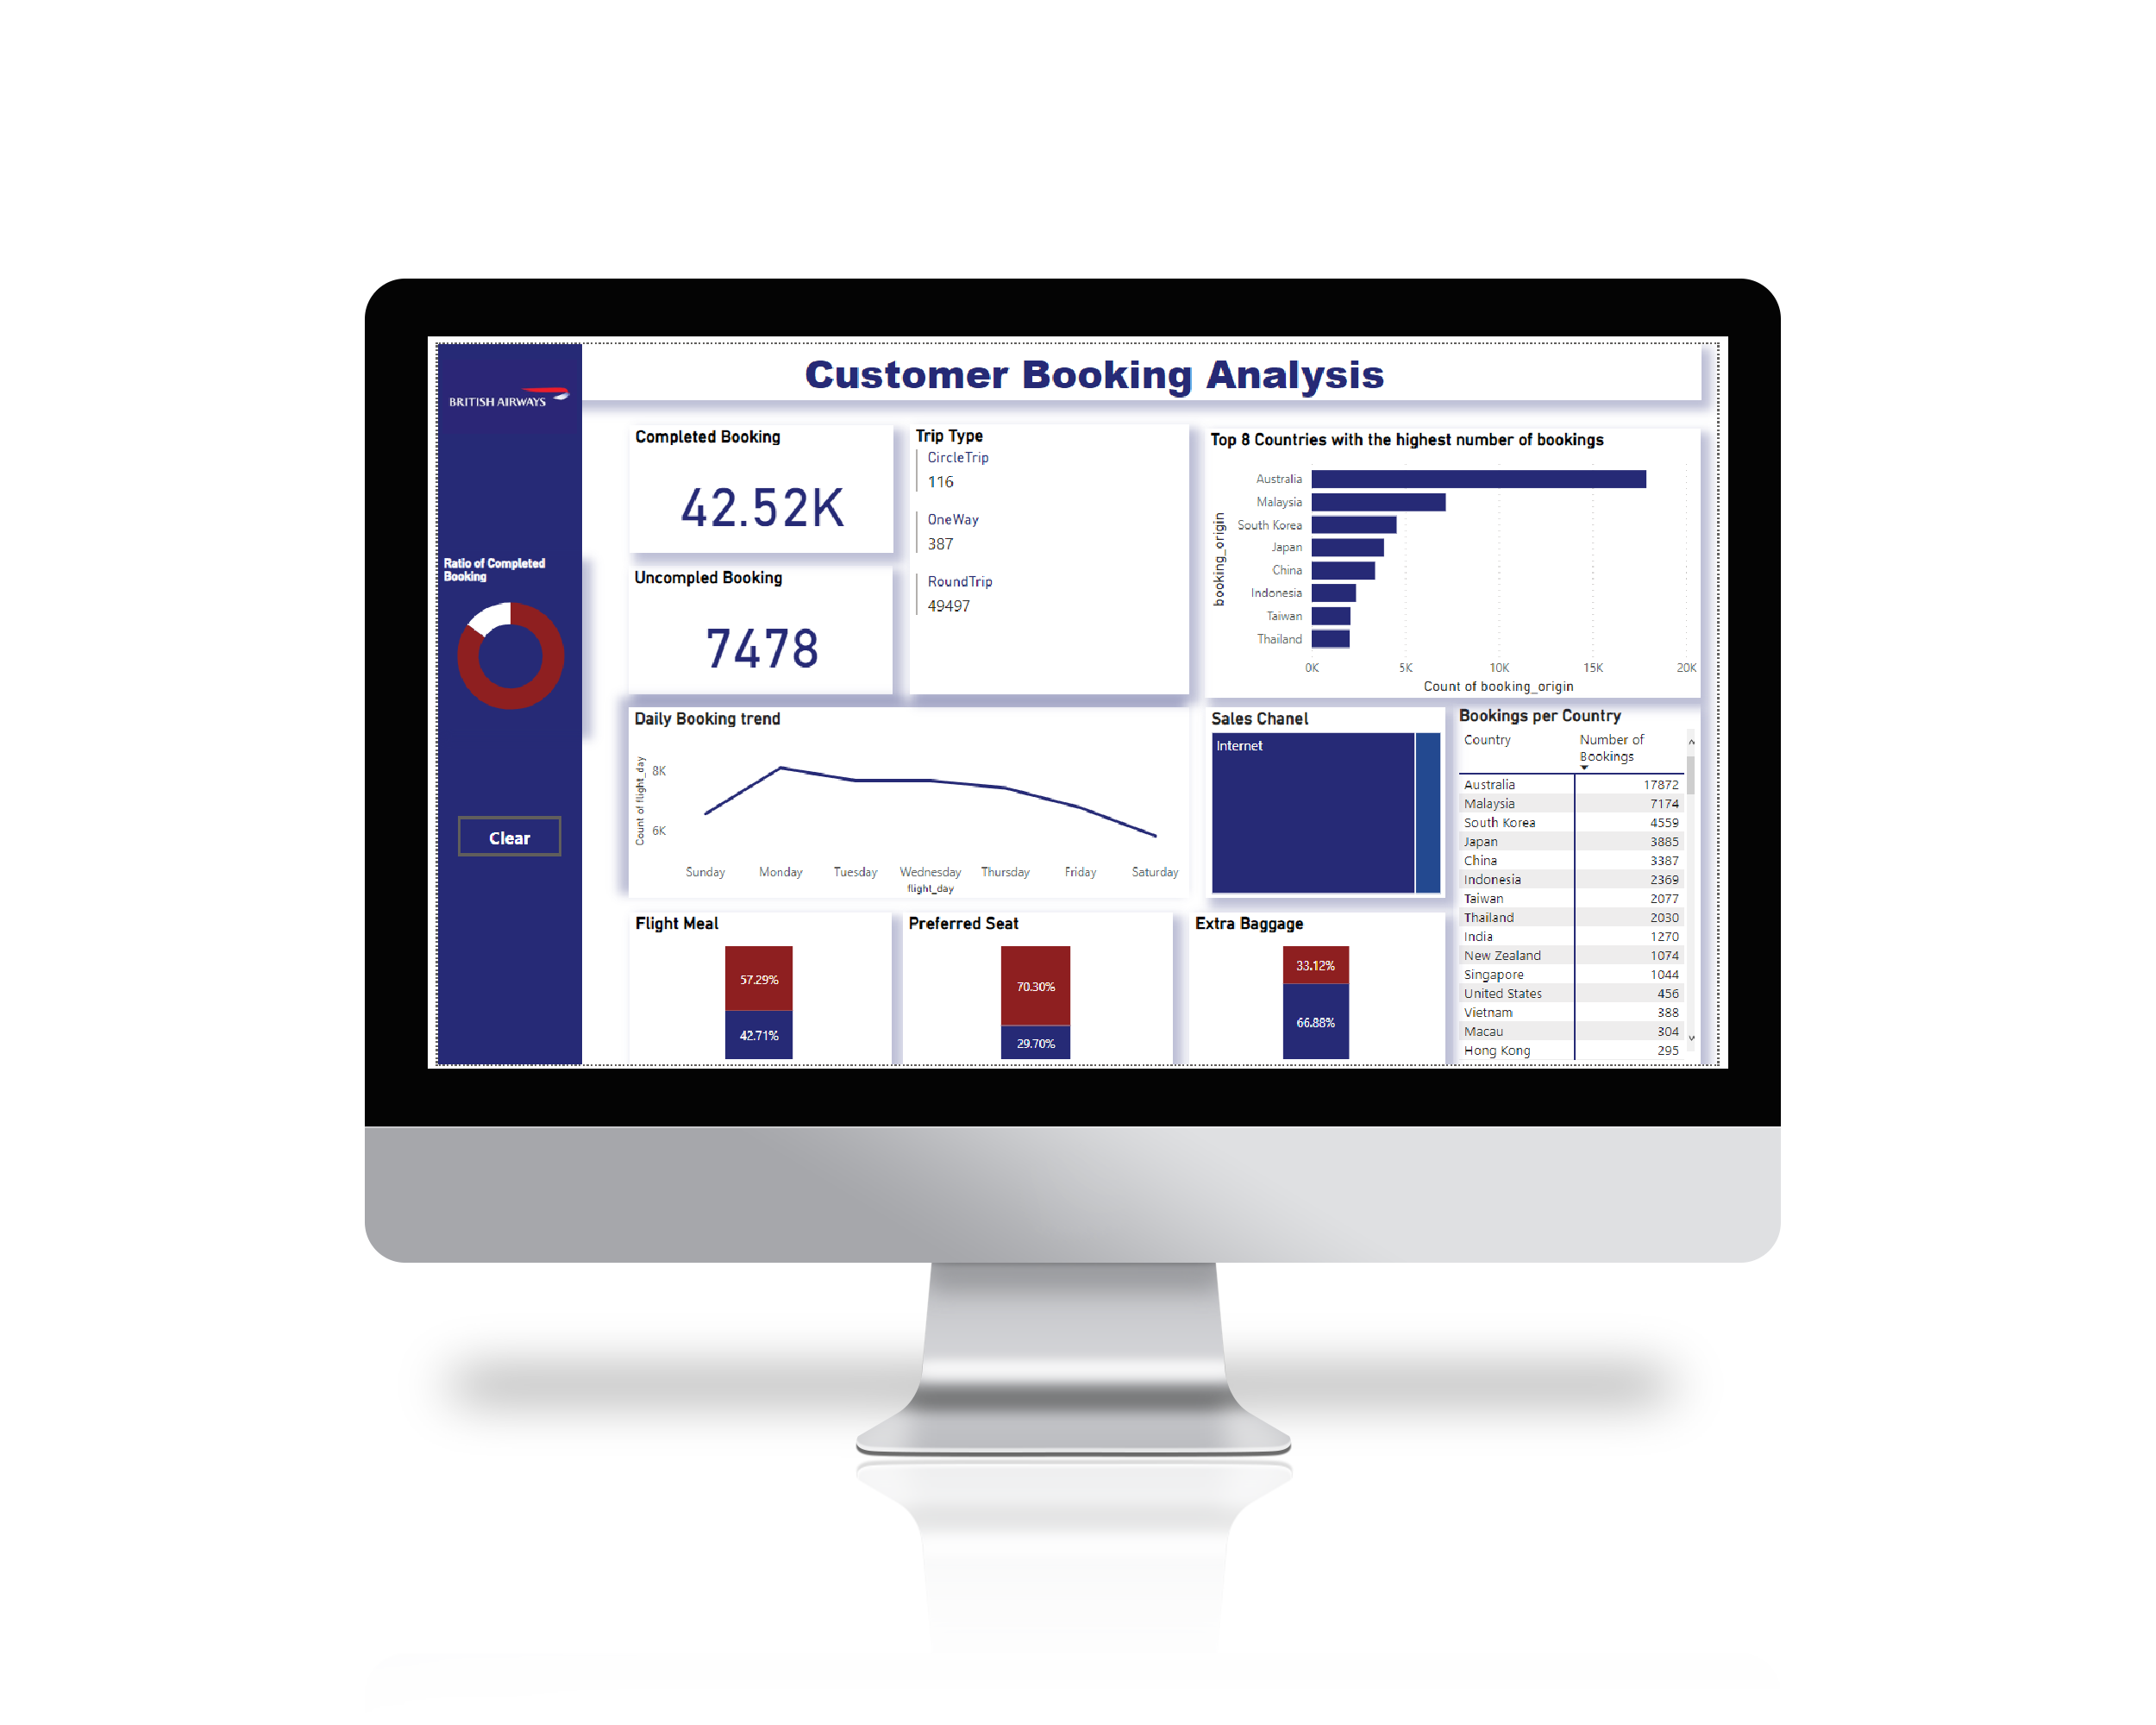 Customer Booking Analysis
BRITISH AIRWAYS
Ratio of Completed
Booking
Clear
Completed Booking
42.52K
Uncompled Booking
7478
Trip Type
CircleTrip
116
OneWay
387
RoundTrip
49497
Top 8 Countries with the highest number of bookings
booking_origin
Australia
Malaysia
South Korea
Japan
China
Indonesia
Taiwan
Thailand
0K 5K 10K 15K 20K
Count of booking_origin
Daily Booking trend
Count of flight_day
8K
6K
Sunday Monday Tuesday Wednesday Thursday Friday Saturday
flight_day
Sales Chanel
Internet
Bookings per Country
Country Number of
Bookings
Australia 17872
Malaysia 7174
South Korea 4559
Japan 3885
China 3387
Indonesia 2369
Taiwan 2077
Thailand 2030
India 1270
New Zealand 1074
Singapore 1044
United States 456
Vietnam 388
Macau 304
Hong Kong 295
Flight Meal
57.29%
42.71%
Preferred Seat
70.30%
29.70%
Extra Baggage
33.12%
66.88%